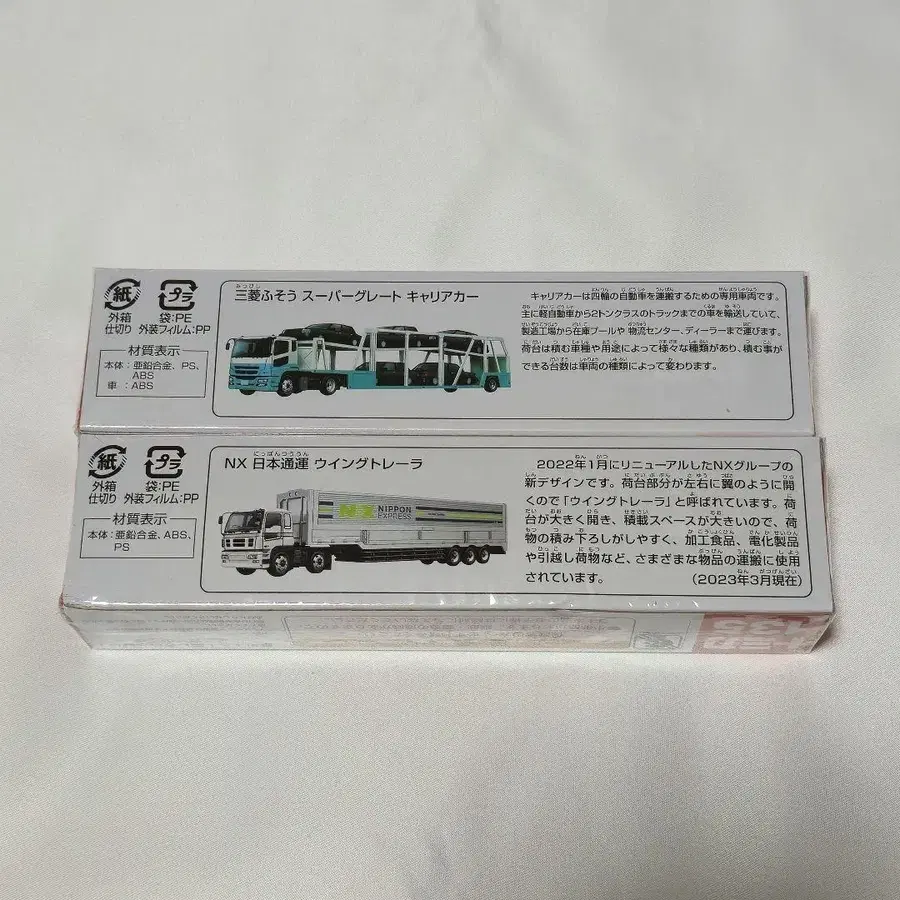 紙
外箱
仕切り
プラ
袋:PE
外装フィルム:PP
材質表示
本体:亜鉛合金、PS、
ABS
車 :ABS
三菱ふそう スーパーグレート キャリアカー
キャリアカーは四輪の自動車を運搬するための専用車両です。
主に軽自動車から2トンクラスのトラックまでの車を輸送していて、
製造工場から在庫プールや 物流センター、ディーラーまで運びます。
荷台は積む車種や用途によって様々な種類があり、積む事が
できる台数は車両の種類によって変わります。
紙
外箱
仕切り
プラ
袋:PE
外装フィルム:PP
材質表示
本体:亜鉛合金、ABS、
PS
NX 日本通運 ウイングトレーラ
NX NIPPON
EXPRESS
2022年1月にリニューアルしたNXグループの
新デザインです。荷台部分が左右に翼のように開
くので「ウイングトレーラ」と呼ばれています。荷
台が大きく開き、積載スペースが大きいので、荷
物の積み下ろしがしやすく、加工食品、電化製品
や引越し荷物など、さまざまな物品の運搬に使用
されています。
(2023年3月現在)